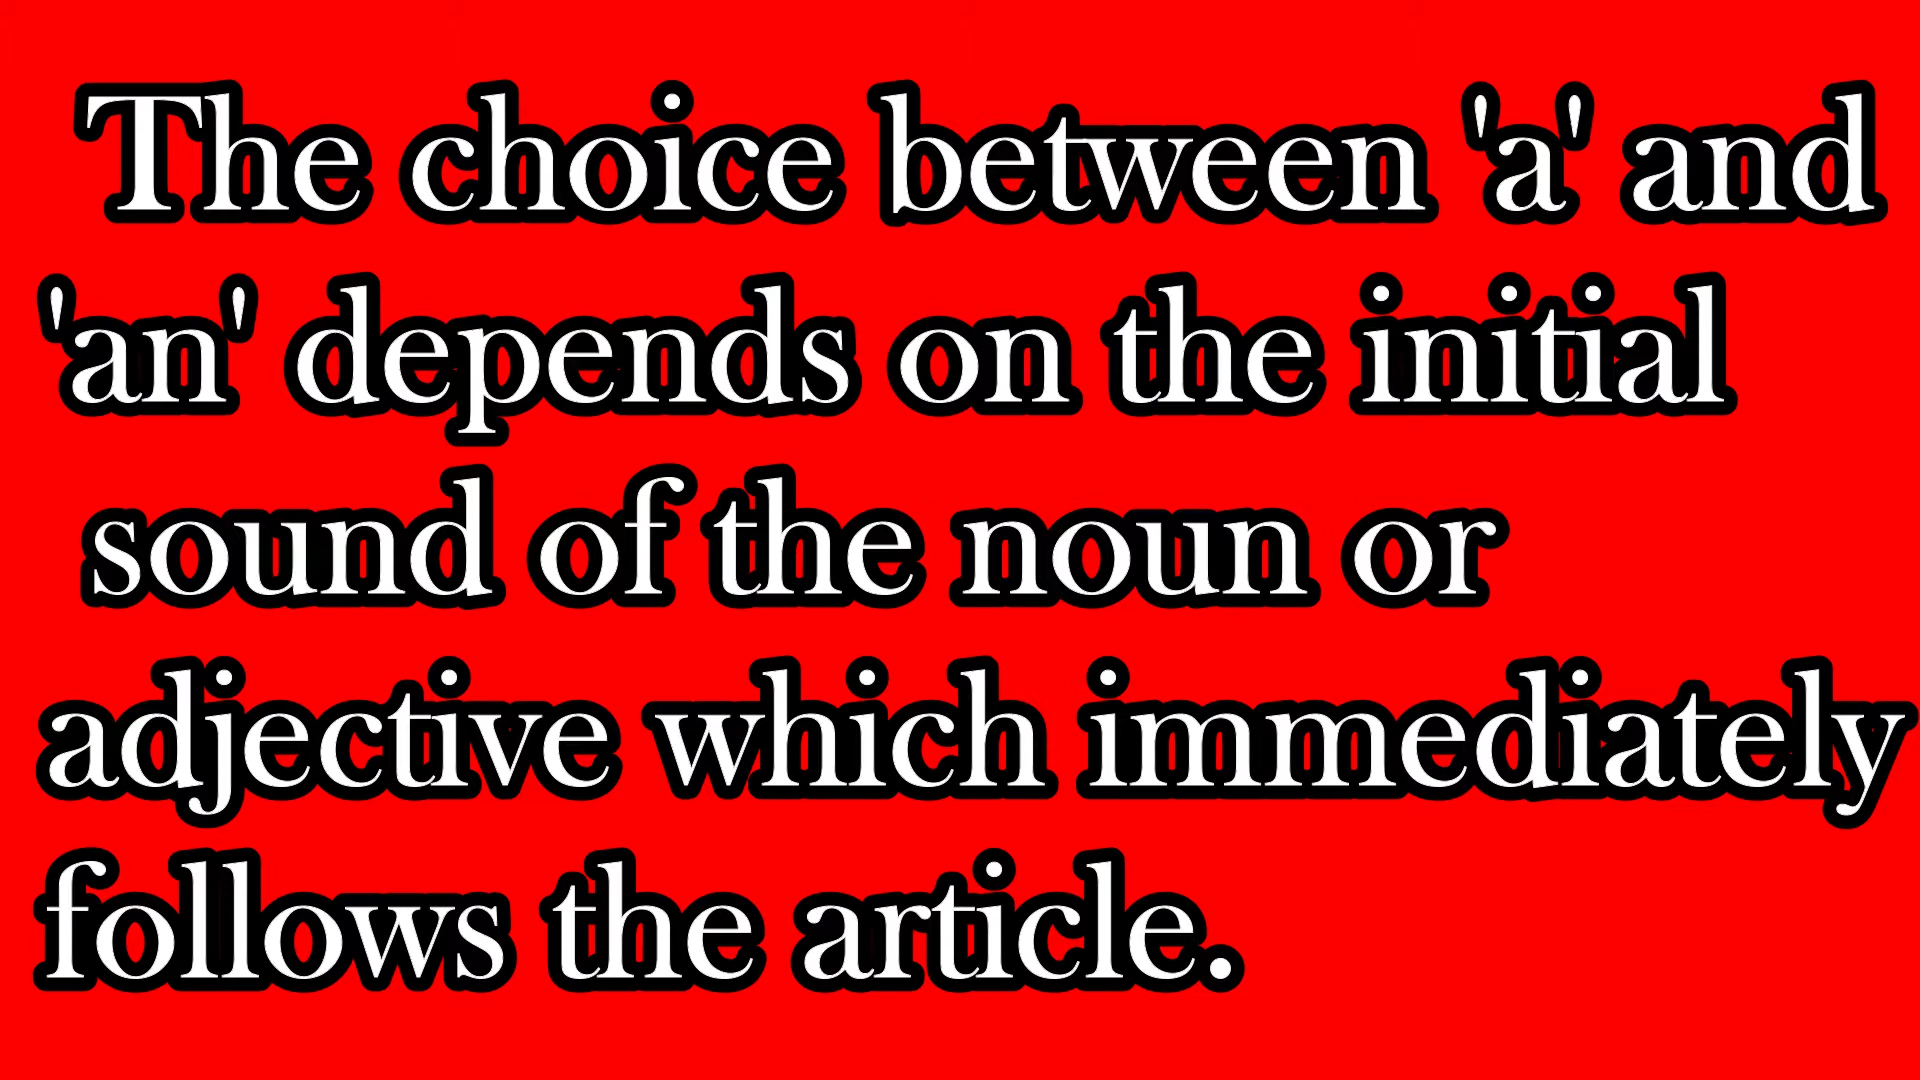 The choice between 'a' and
'an' depends on the initial
sound of the noun or
adjective which immediately
follows the article.